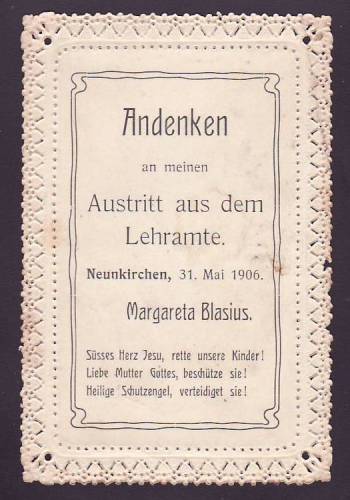 Andenken
an meinen
Austritt aus dem
Lehramte.
Neunkirchen, 31. Mai 1906.
Margareta Blasius.
Süsses Herz Jesu, rette unsere Kinder!
Liebe Mutter Gottes, beschütze sie!
Heilige Schutzengel, verteidiget sie!